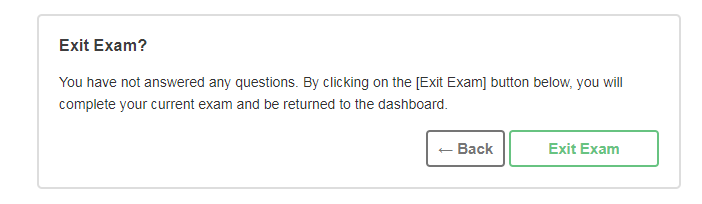 Exit Exam?
You have not answered any questions. By clicking on the [Exit Exam] button below, you will
complete your current exam and be returned to the dashboard.
← Back
Exit Exam